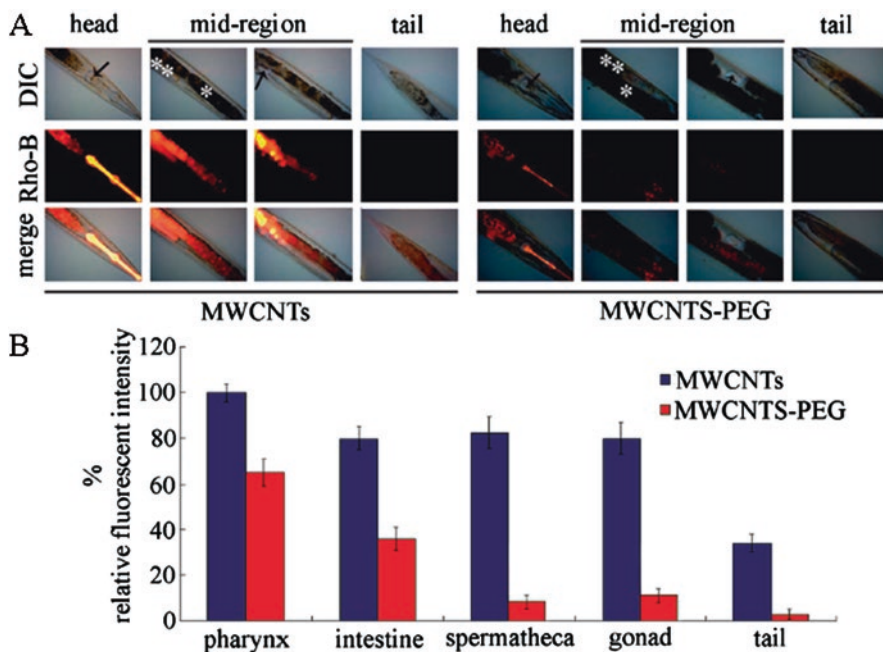 A
head mid-region tail head mid-region tail
DIC
** *
** *
Rho-B
merge
MWCNTs MWCNTS-PEG
B
% relative fluorescent intensity
120
100
80
60
40
20
0
MWCNTs
MWCNTS-PEG
pharynx intestine spermatheca gonad tail